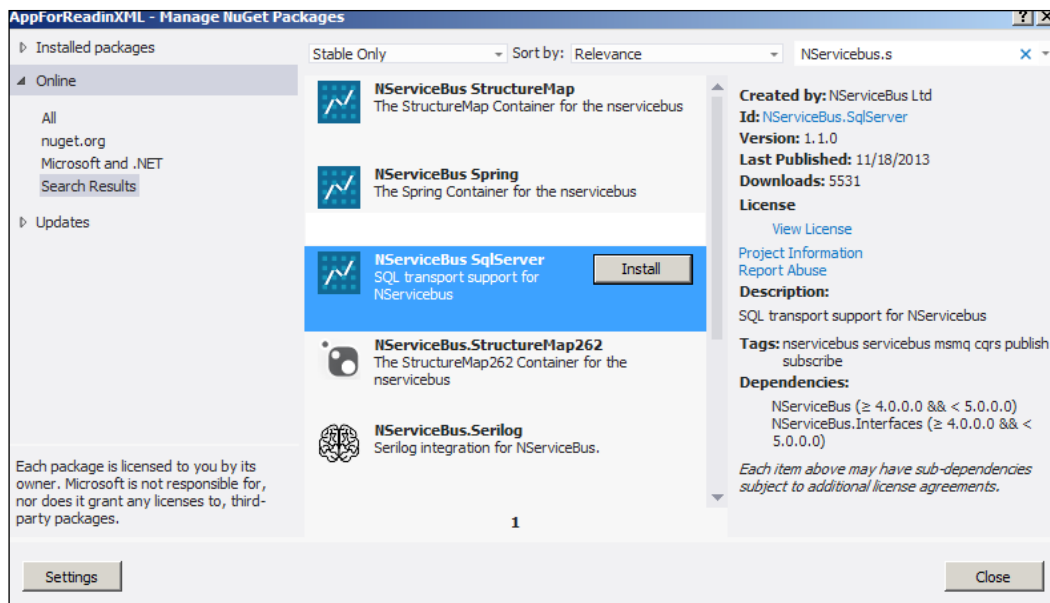 AppForReadinXML - Manage NuGet Packages
? X
Installed packages
Online
All
nuget.org
Microsoft and .NET
Search Results
Updates
Each package is licensed to you by its
owner. Microsoft is not responsible for,
nor does it grant any licenses to, third-
party packages.
Stable Only
Sort by: Relevance
NServicebus.s
NServiceBus StructureMap
The StructureMap Container for the nservicebus
NServiceBus Spring
The Spring Container for the nservicebus
NServiceBus SqlServer
SQL transport support for
NServicebus
Install
NServiceBus.StructureMap262
The StructureMap262 Container for the
nservicebus
NServiceBus.Serilog
Serilog integration for NServiceBus.
1
Created by: NServiceBus Ltd
Id: NServiceBus.SqlServer
Version: 1.1.0
Last Published: 11/18/2013
Downloads: 5531
License
View License
Project Information
Report Abuse
Description:
SQL transport support for NServicebus
Tags: nservicebus servicebus msmq cqrs publish
subscribe
Dependencies:
NServiceBus (≥ 4.0.0.0 && < 5.0.0.0)
NServiceBus.Interfaces (≥ 4.0.0.0 && <
5.0.0.0)
Each item above may have sub-dependencies
subject to additional license agreements.
Settings
Close